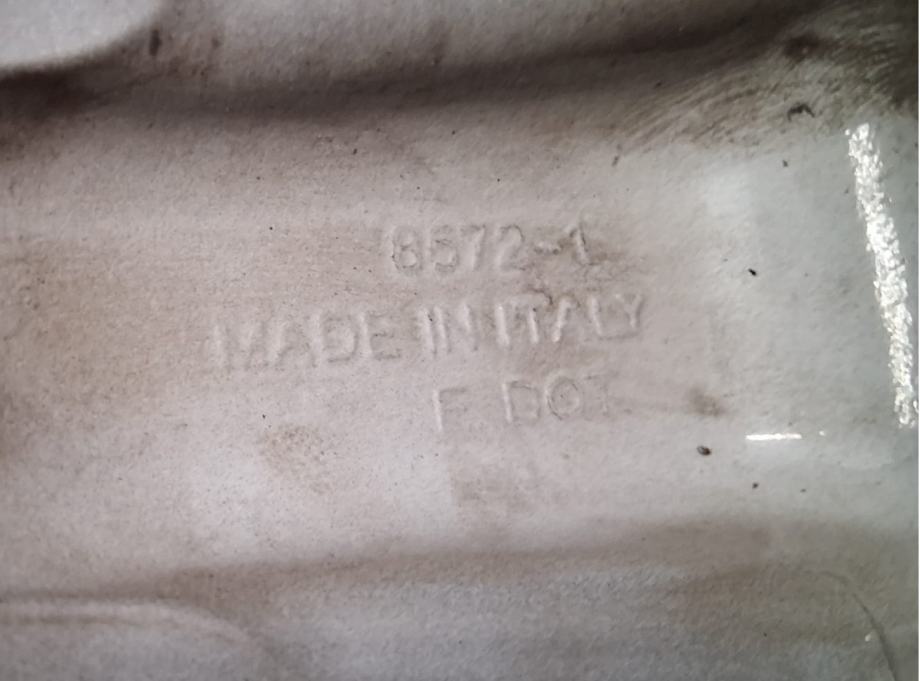 8572-1
MADE IN ITALY
F DOT